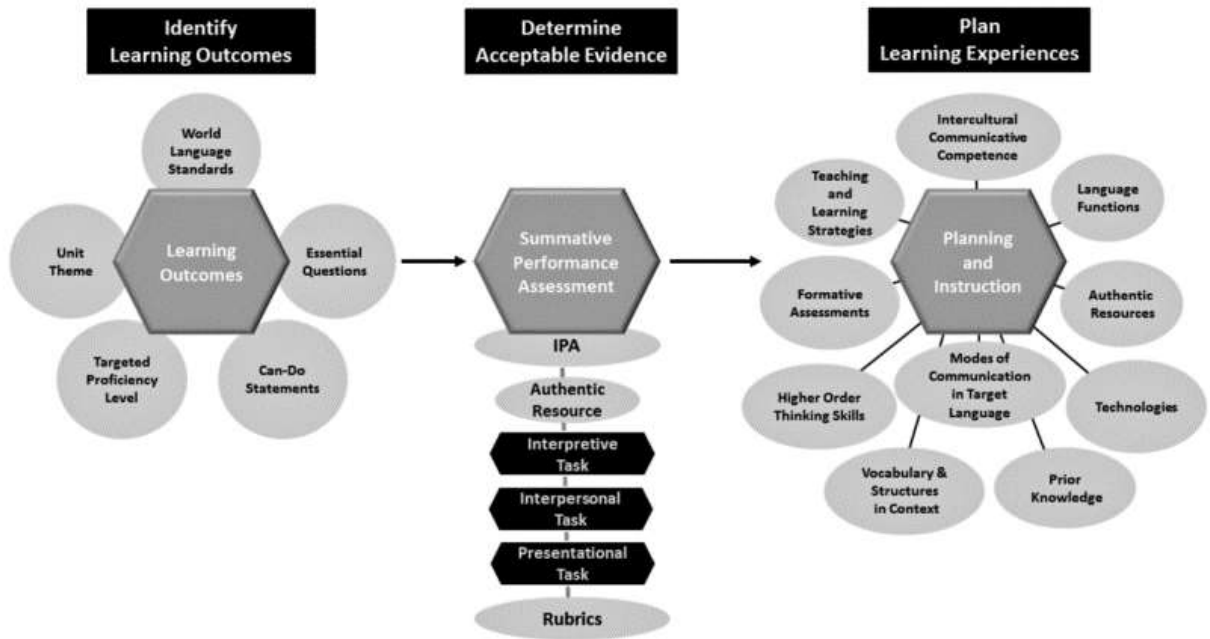 Identify
Learning Outcomes
Determine
Acceptable Evidence
Plan
Learning Experiences
World
Language
Standards
Unit
Theme
Learning
Outcomes
Essential
Questions
Targeted
Proficiency
Level
Can-Do
Statements
Summative
Performance
Assessment
IPA
Authentic
Resource
Interpretive
Task
Interpersonal
Task
Presentational
Task
Rubrics
Intercultural
Communicative
Competence
Teaching
and
Learning
Strategies
Language
Functions
Planning
and
Instruction
Formative
Assessments
Authentic
Resources
Higher Order
Thinking Skills
Modes of
Communication
in Target
Language
Technologies
Vocabulary &
Structures
in Context
Prior
Knowledge